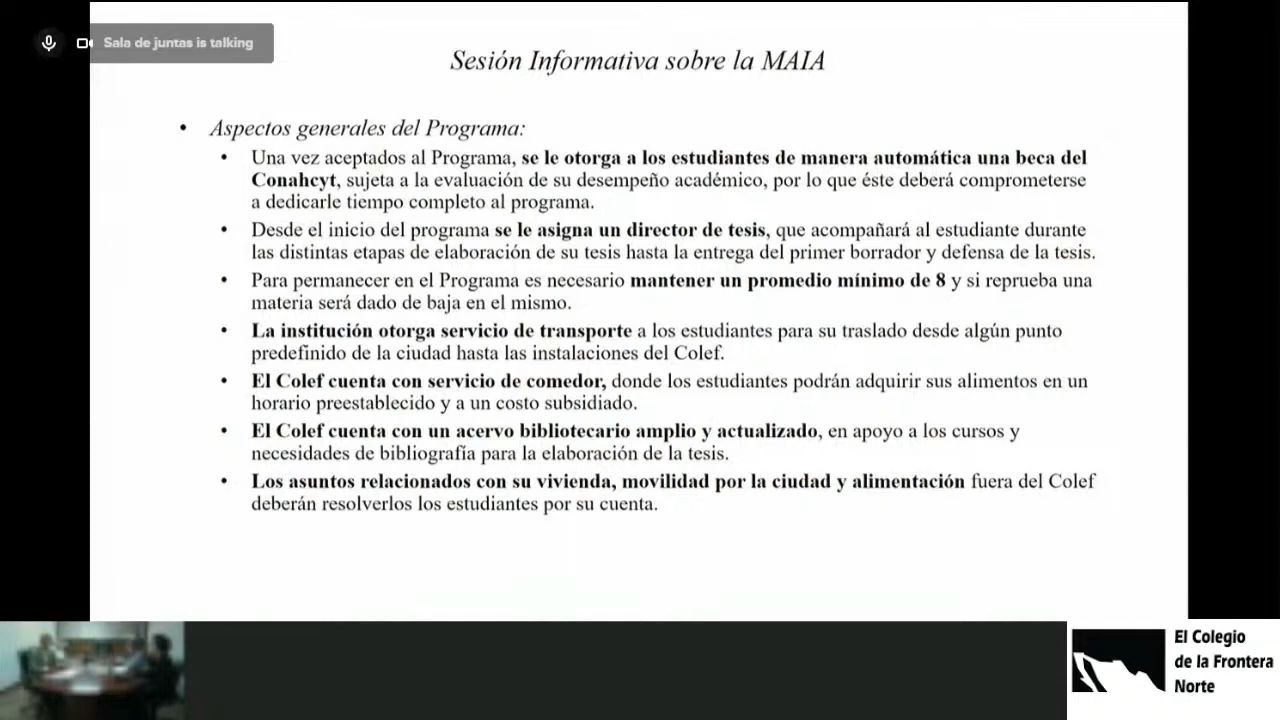 Sala de juntas is talking
Sesión Informativa sobre la MAIA
• Aspectos generales del Programa:
• Una vez aceptados al Programa, se le otorga a los estudiantes de manera automática una beca del
Conahcyt, sujeta a la evaluación de su desempeño académico, por lo que éste deberá comprometerse
a dedicarle tiempo completo al programa.
• Desde el inicio del programa se le asigna un director de tesis, que acompañará al estudiante durante
las distintas etapas de elaboración de su tesis hasta la entrega del primer borrador y defensa de la tesis.
• Para permanecer en el Programa es necesario mantener un promedio mínimo de 8 y si reprueba una
materia será dado de baja en el mismo.
• La institución otorga servicio de transporte a los estudiantes para su traslado desde algún punto
predefinido de la ciudad hasta las instalaciones del Colef.
• El Colef cuenta con servicio de comedor, donde los estudiantes podrán adquirir sus alimentos en un
horario preestablecido y a un costo subsidiado.
• El Colef cuenta con un acervo bibliotecario amplio y actualizado, en apoyo a los cursos y
necesidades de bibliografía para la elaboración de la tesis.
• Los asuntos relacionados con su vivienda, movilidad por la ciudad y alimentación fuera del Colef
deberán resolverlos los estudiantes por su cuenta.
El Colegio
de la Frontera
Norte